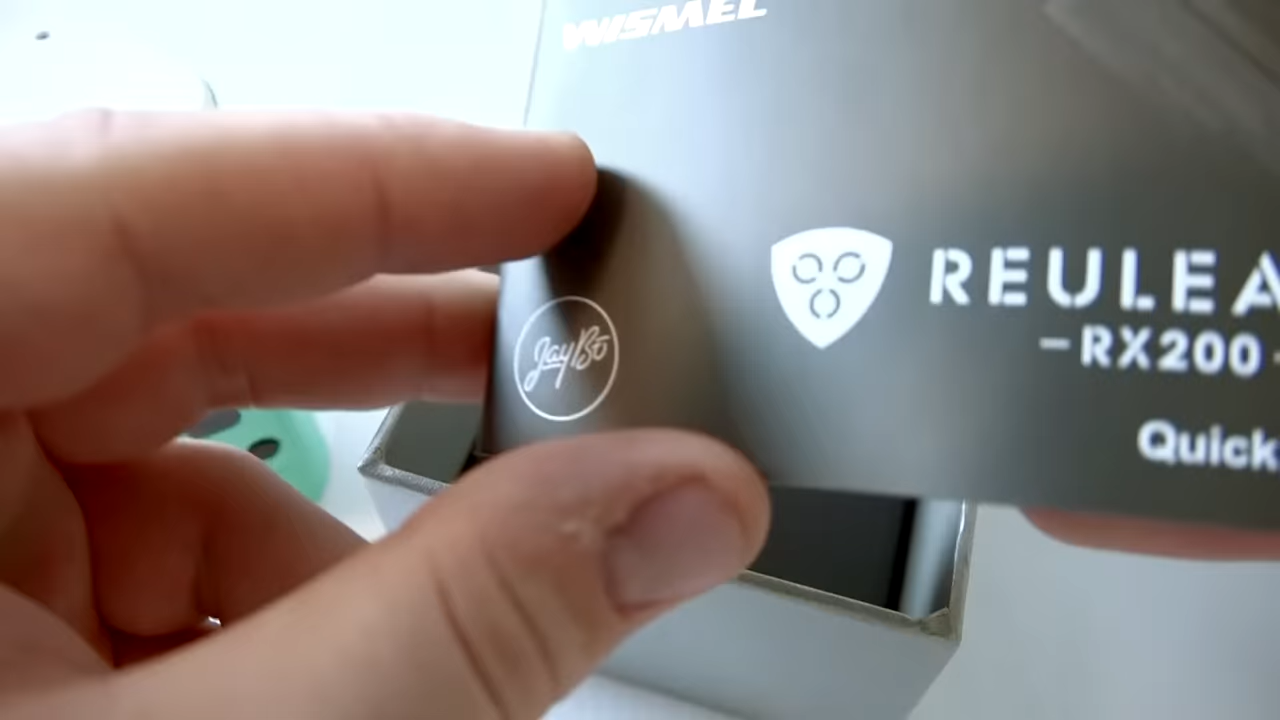 WISMEC
REULEA
-RX200-
JayBo
Quick